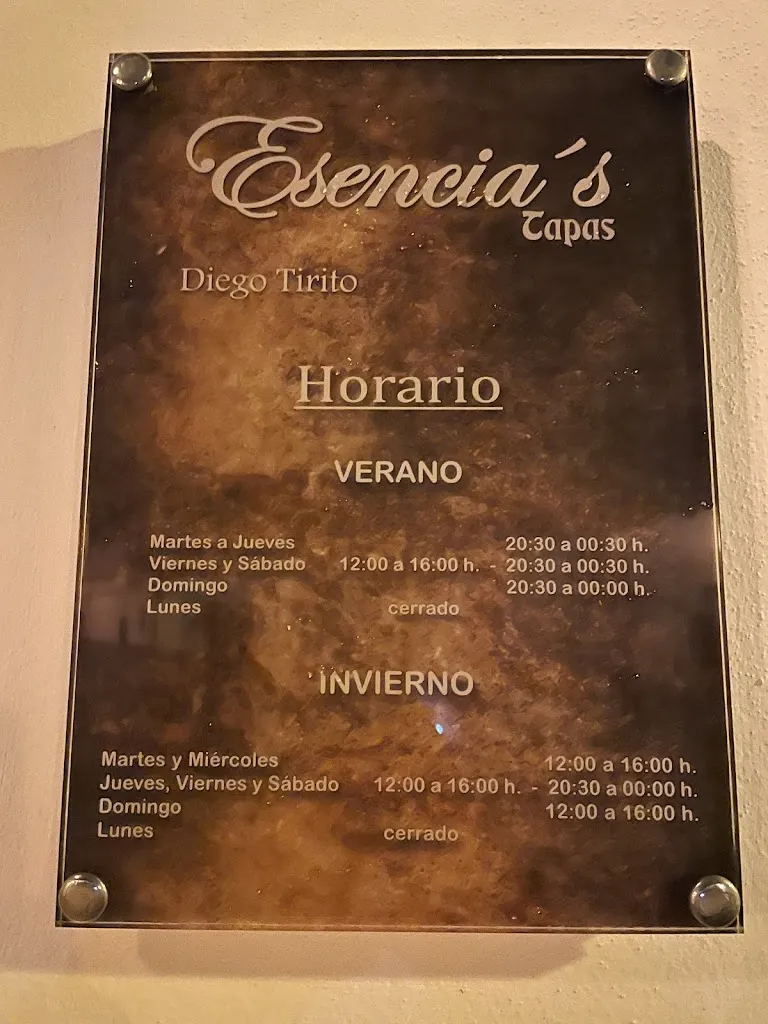 Esencia´s
Tapas
Diego Tirito
Horario
VERANO
Martes a Jueves 20:30 a 00:30 h.
Viernes y Sábado 12:00 a 16:00 h. - 20:30 a 00:30 h.
Domingo 20:30 a 00:00 h.
Lunes cerrado
INVIERNO
Martes y Miércoles 12:00 a 16:00 h.
Jueves, Viernes y Sábado 12:00 a 16:00 h. - 20:30 a 00:00 h.
Domingo 12:00 a 16:00 h.
Lunes cerrado